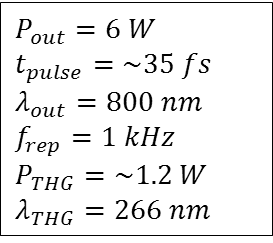 P_out = 6 W
t_pulse = ~35 fs
λ_out = 800 nm
f_rep = 1 kHz
P_THG = ~1.2 W
λ_THG = 266 nm